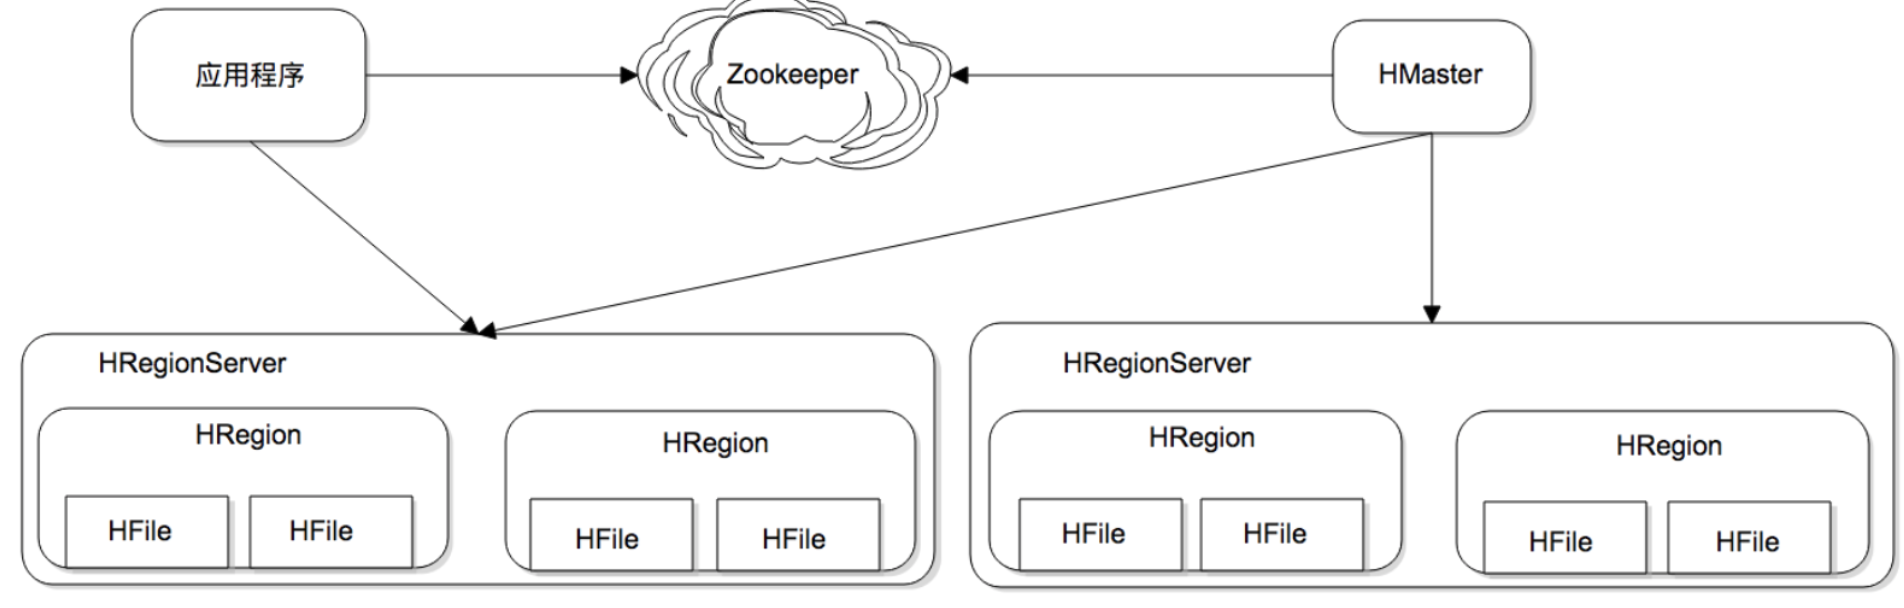 应用程序
Zookeeper
HMaster
HRegionServer
HRegion
HFile
HFile
HRegion
HFile
HFile
HRegionServer
HRegion
HFile
HFile
HRegion
HFile
HFile